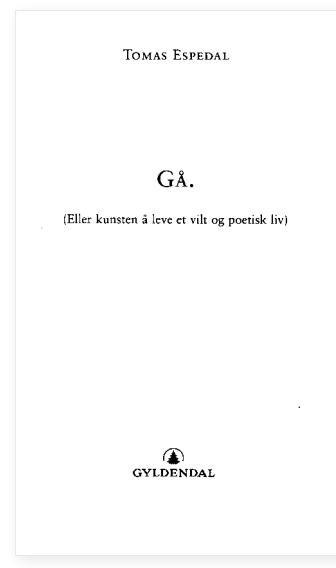 Tomas Espedal
Gå.
(Eller kunsten å leve et vilt og poetisk liv)
GYLDENDAL